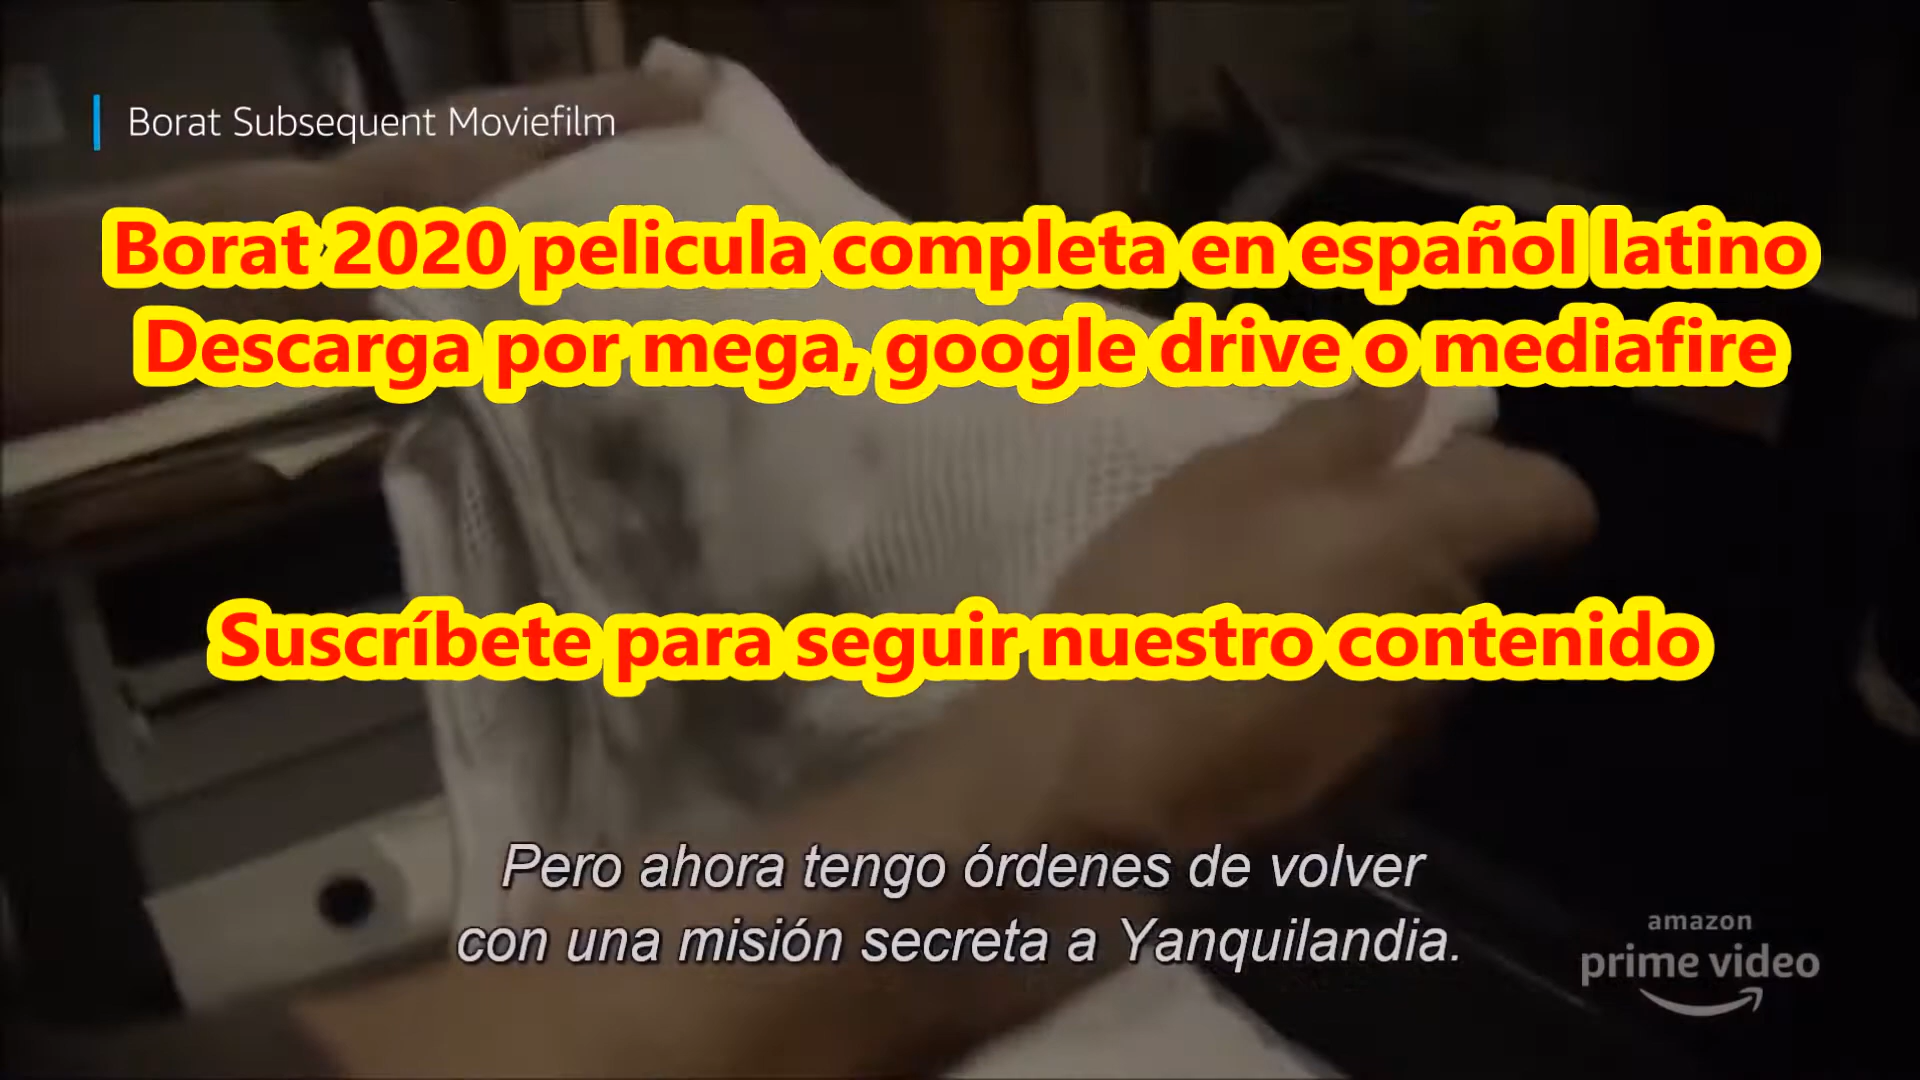 Borat Subsequent Moviefilm
Borat 2020 pelicula completa en español latino
Descarga por mega, google drive o mediafire
Suscríbete para seguir nuestro contenido
Pero ahora tengo órdenes de volver
con una misión secreta a Yanquilandia.
amazon
prime video